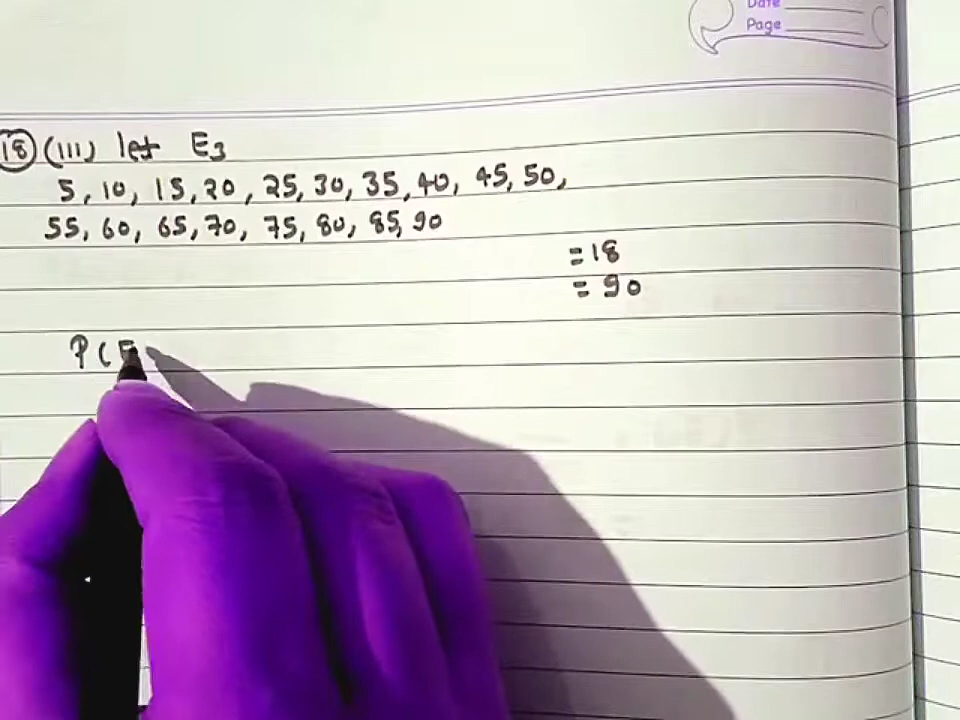 Date
Page
18 (III) let E3
5, 10, 15, 20, 25, 30, 35, 40, 45, 50,
55, 60, 65, 70, 75, 80, 85, 90
= 18
= 90
P(E